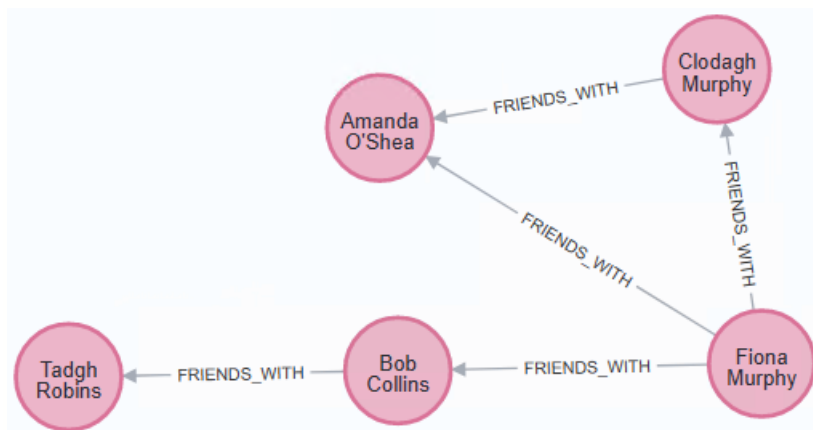 Clodagh
Murphy
FRIENDS_WITH
Amanda
O'Shea
FRIENDS_WITH
FRIENDS_WITH
Tadgh
Robins
FRIENDS_WITH
Bob
Collins
FRIENDS_WITH
Fiona
Murphy